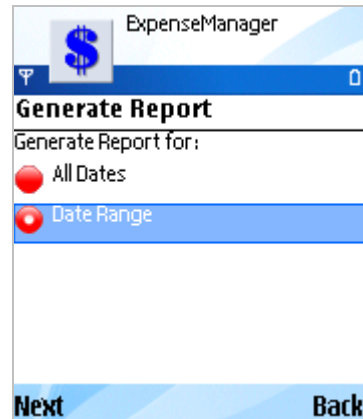 ExpenseManager
$
Generate Report
Generate Report for:
All Dates
Date Range
Next Back